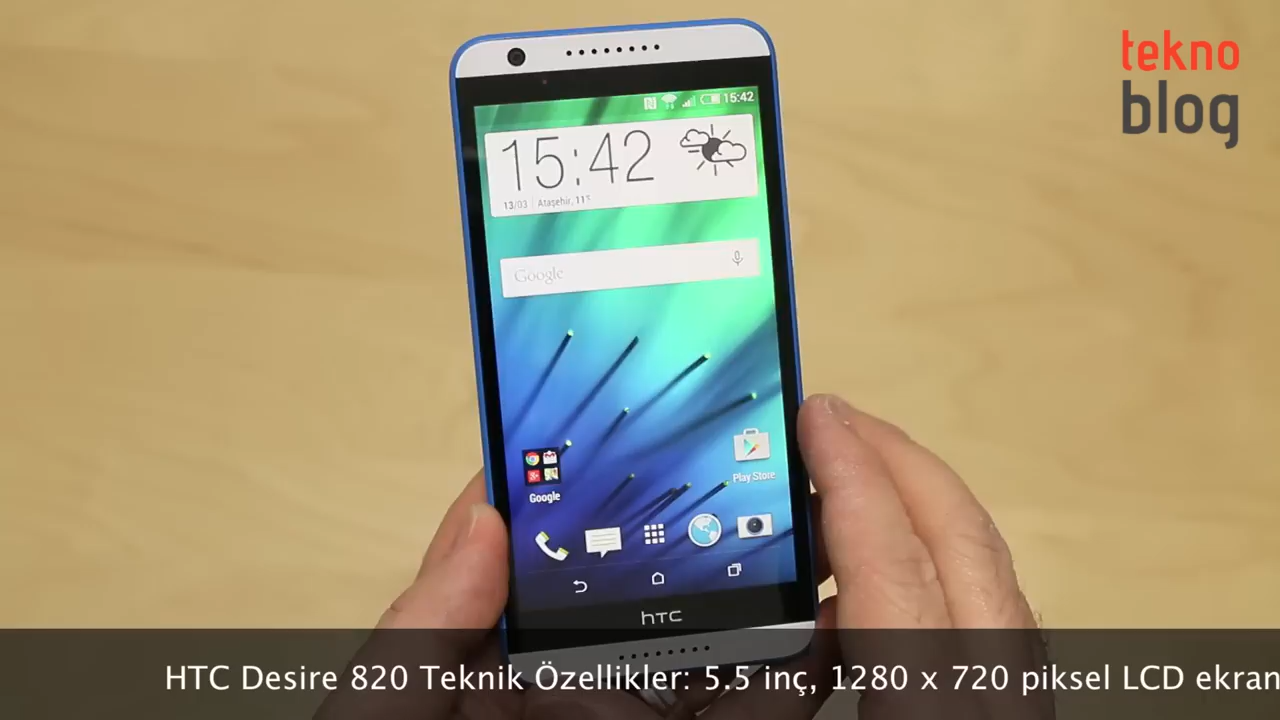 tekno
blog
15:42
15:42
13/03 | Ataşehir, 11°
Google
Google
Play Store
hTC
HTC Desire 820 Teknik Özellikler: 5.5 inç, 1280 x 720 piksel LCD ekran